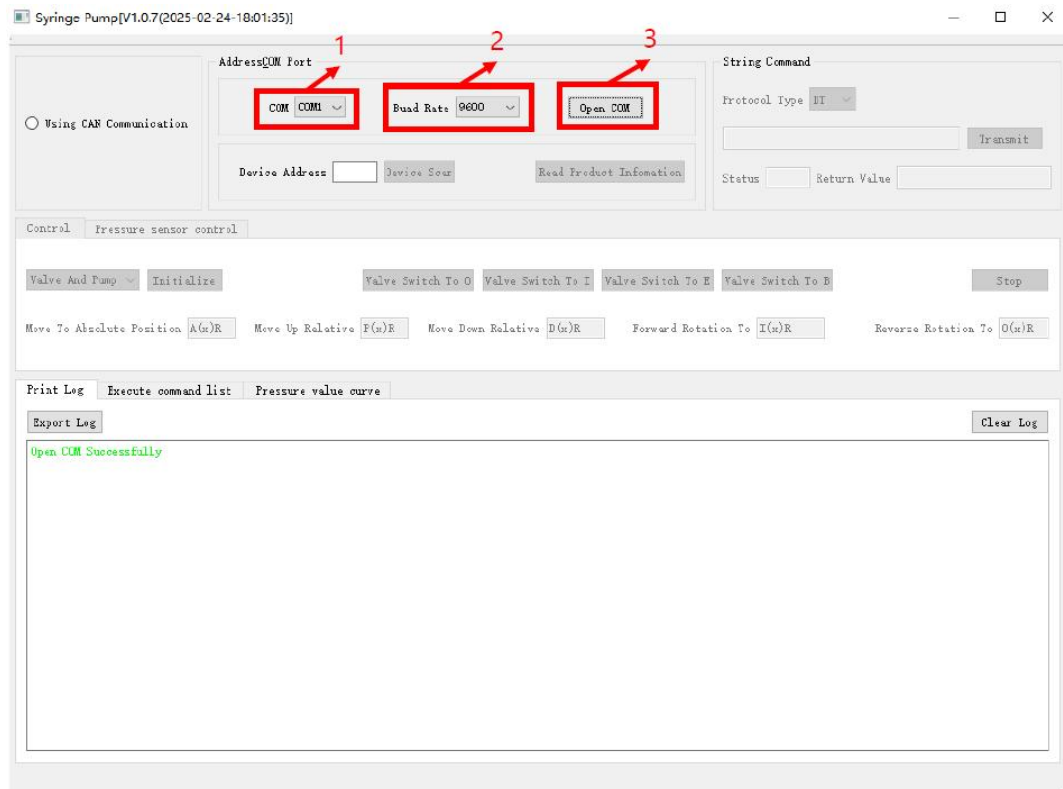 Syringe Pump[V1.0.7(2025-02-24-18:01:35)]
1
2
3
AddressCOM Port
String Command
COM COM1
Buad Rate 9600
Open COM
Protocol Type DT
Using CAN Communication
Transmit
Device Address
Device Scar
Read Product Infomation
Status
Return Value
Control
Pressure sensor control
Valve And Pump
Initialize
Valve Switch To O
Valve Switch To I
Valve Switch To E
Valve Switch To B
Stop
Move To Absolute Position A(x)R
Move Up Relative P(x)R
Move Down Relative D(x)R
Forward Rotation To I(x)R
Reverse Rotation To O(x)R
Print Log
Execute command list
Pressure value curve
Export Log
Clear Log
Open COM Successfully